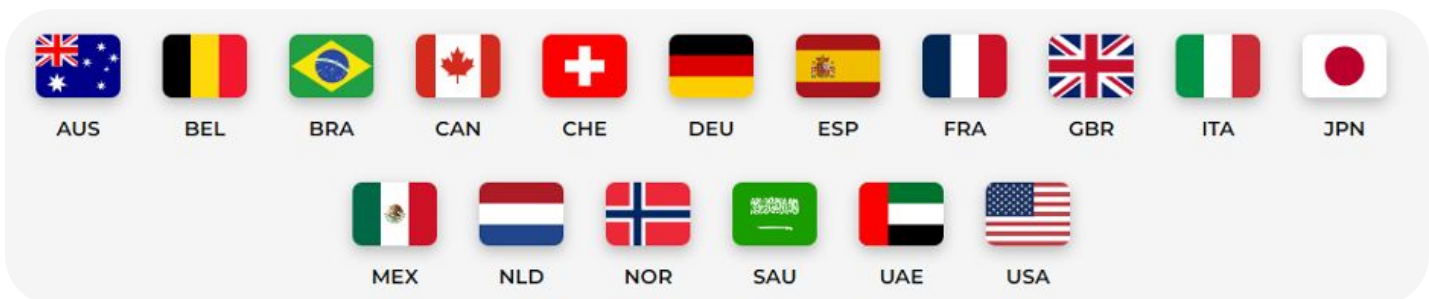 AUS BEL BRA CAN CHE DEU ESP FRA GBR ITA JPN
MEX NLD NOR SAU UAE USA